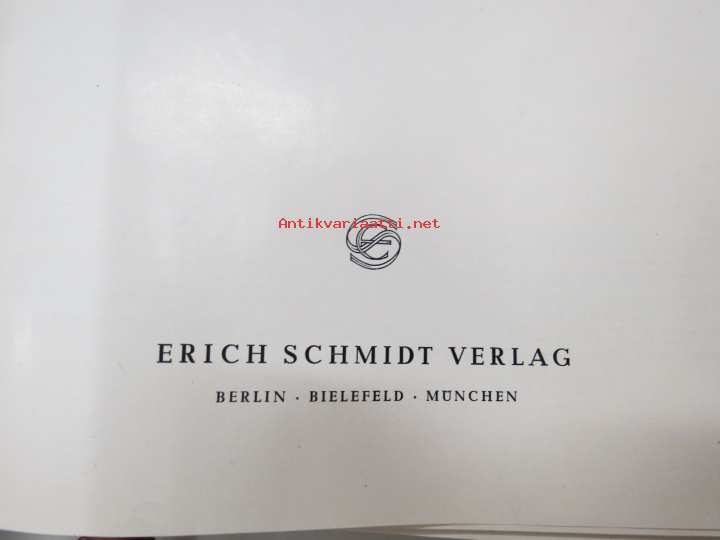 Antikvariaatti.net
ERICH SCHMIDT VERLAG
BERLIN · BIELEFELD · MÜNCHEN